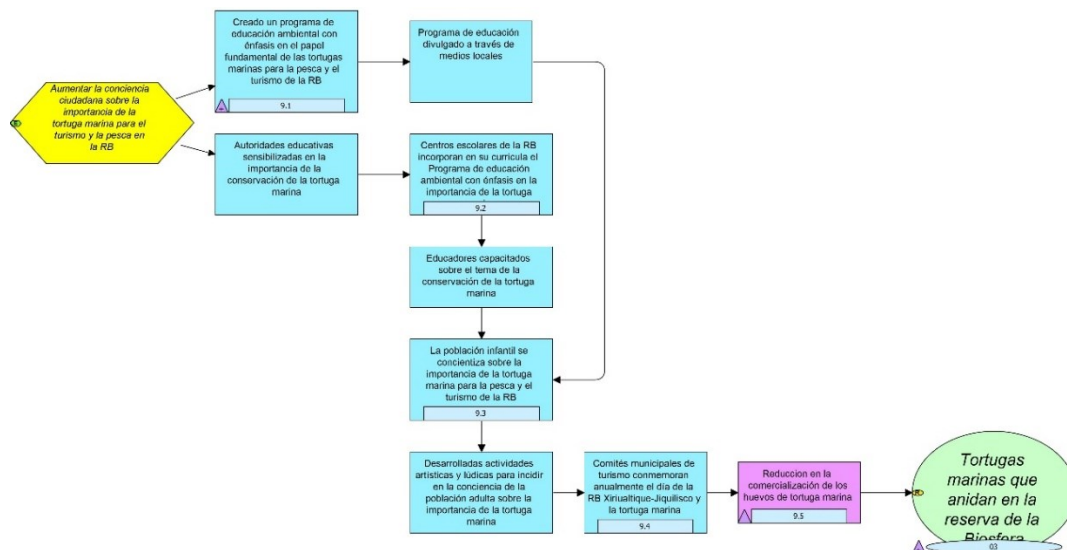 Aumentar la conciencia
ciudadana sobre la
importancia de la
tortuga marina para el
turismo y la pesca en
la RB
Creado un programa de
educación ambiental con
énfasis en el papel
fundamental de las tortugas
marinas para la pesca y el
turismo de la RB
9.1
Programa de educación
divulgado a través de
medios locales
Autoridades educativas
sensibilizadas en la
importancia de la
conservación de la tortuga
marina
Centros escolares de la RB
incorporan en su curricula el
Programa de educación
ambiental con énfasis en la
importancia de la tortuga
9.2
Educadores capacitados
sobre el tema de la
conservación de la tortuga
marina
La población infantil se
concientiza sobre la
importancia de la tortuga
marina para la pesca y el
turismo de la RB
9.3
Desarrolladas actividades
artísticas y lúdicas para incidir
en la conciencia de la
población adulta sobre la
importancia de la tortuga
marina
Comités municipales de
turismo conmemoran
anualmente el día de la
RB Xiriualtique-Jiquilisco y
la tortuga marina
9.4
Reduccion en la
comercialización de los
huevos de tortuga marina
9.5
Tortugas
marinas que
anidan en la
reserva de la
Biosfera
03